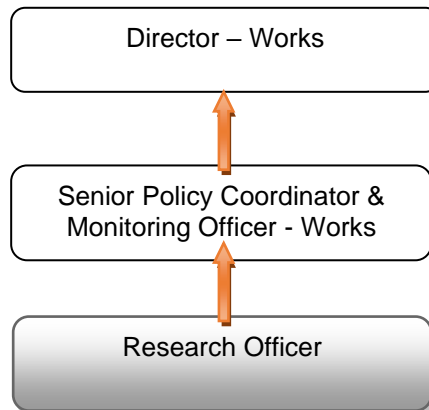 Director – Works
Senior Policy Coordinator &
Monitoring Officer - Works
Research Officer